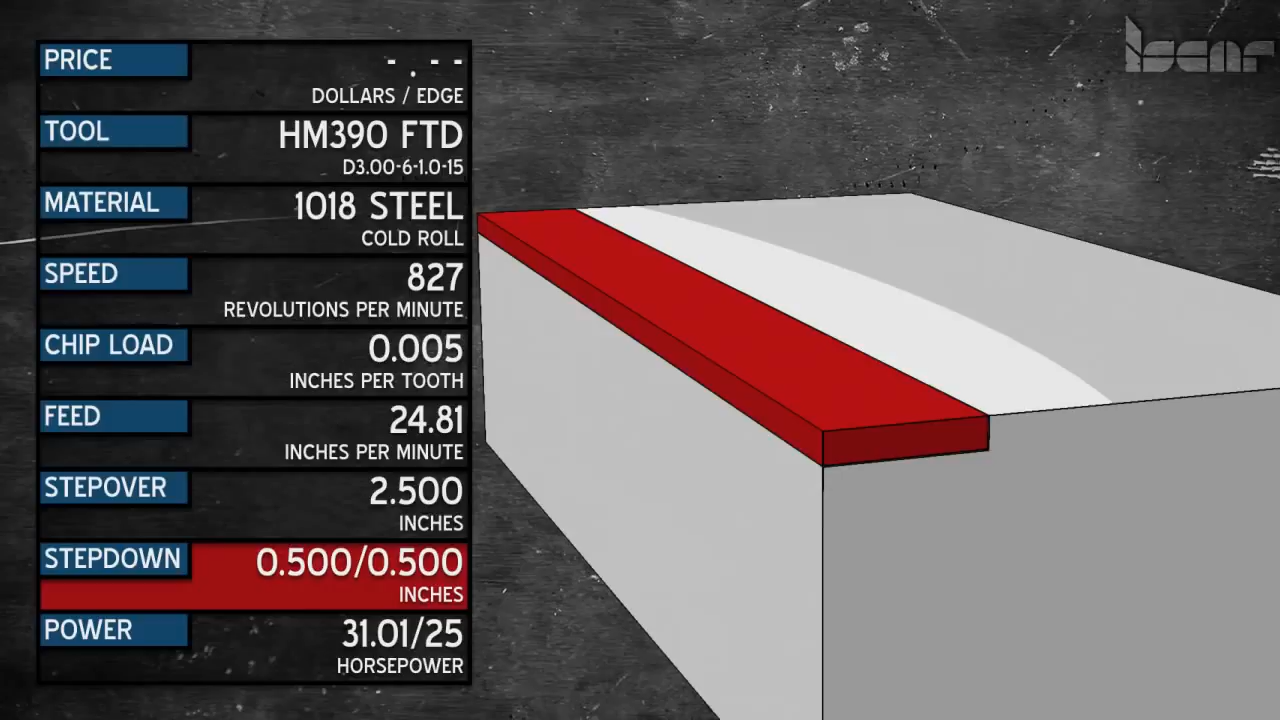 Iscar
PRICE
- . - -
DOLLARS / EDGE
TOOL
HM390 FTD
D3.00-6-1.0-15
MATERIAL
1018 STEEL
COLD ROLL
SPEED
827
REVOLUTIONS PER MINUTE
CHIP LOAD
0.005
INCHES PER TOOTH
FEED
24.81
INCHES PER MINUTE
STEPOVER
2.500
INCHES
STEPDOWN
0.500/0.500
INCHES
POWER
31.01/25
HORSEPOWER